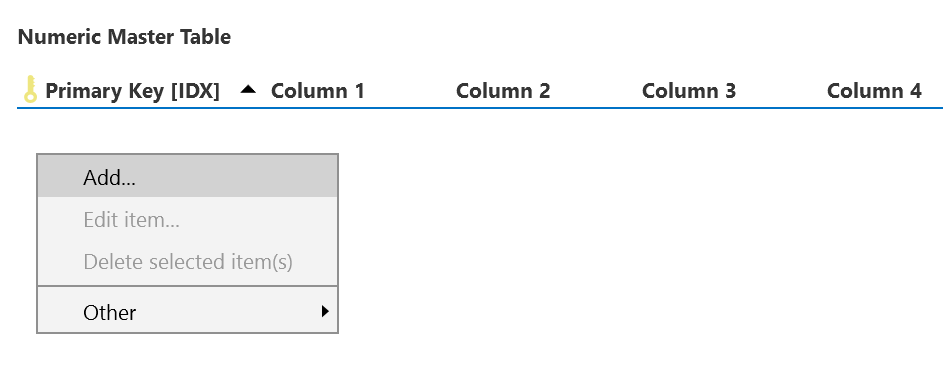 Numeric Master Table
Primary Key [IDX] Column 1 Column 2 Column 3 Column 4
Add...
Edit item...
Delete selected item(s)
Other